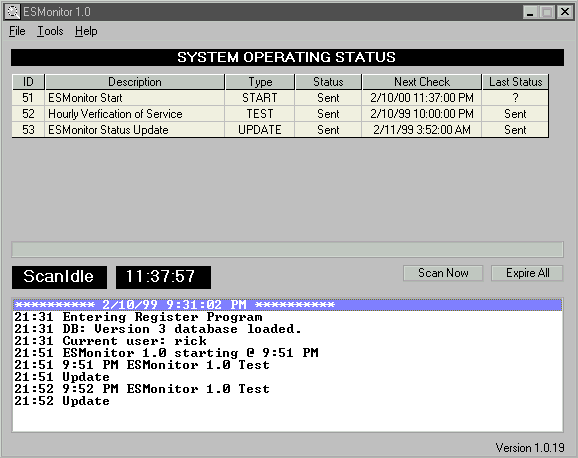 ESMonitor 1.0
File Tools Help
SYSTEM OPERATING STATUS
ID Description Type Status Next Check Last Status
51 ESMonitor Start START Sent 2/10/00 11:37:00 PM ?
52 Hourly Verfication of Service TEST Sent 2/10/99 10:00:00 PM Sent
53 ESMonitor Status Update UPDATE Sent 2/11/99 3:52:00 AM Sent
ScanIdle 11:37:57 Scan Now Expire All
********** 2/10/99 9:31:02 PM **********
21:31 Entering Register Program
21:31 DB: Version 3 database loaded.
21:31 Current user: rick
21:51 ESMonitor 1.0 starting @ 9:51 PM
21:51 9:51 PM ESMonitor 1.0 Test
21:51 Update
21:52 9:52 PM ESMonitor 1.0 Test
21:52 Update
Version 1.0.19